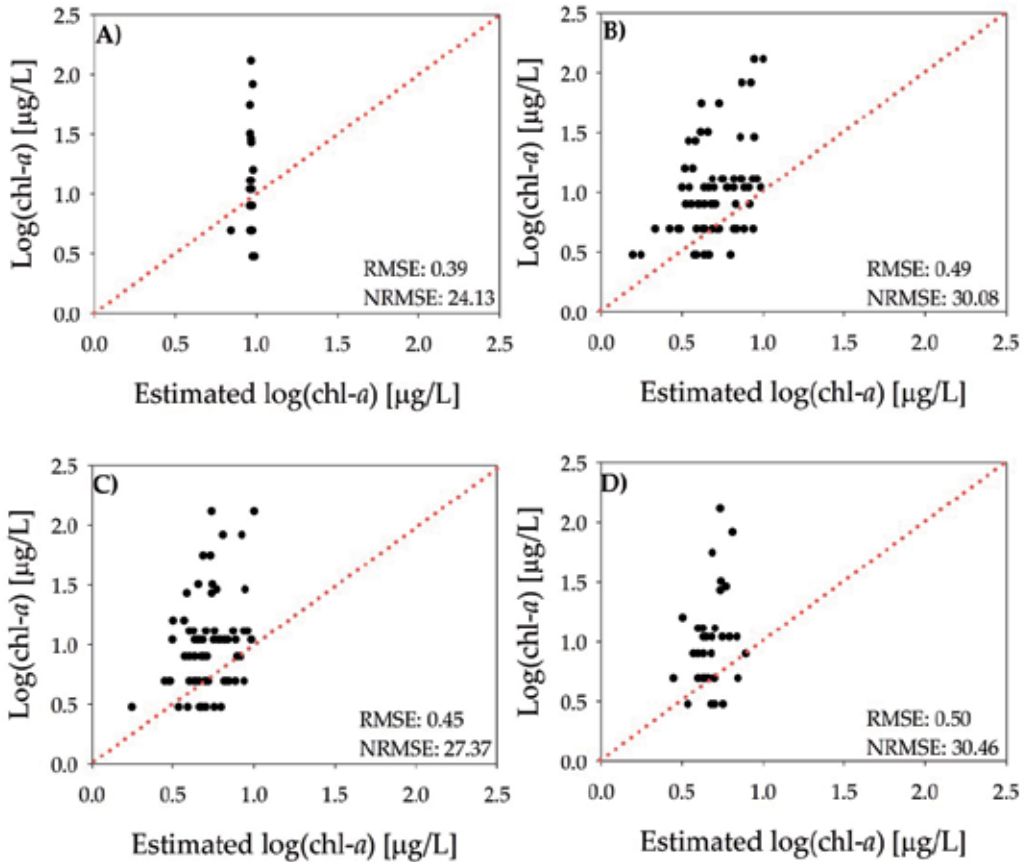 A)
Log(chl-a) [µg/L]
2.5
2.0
1.5
1.0
0.5
0.0
RMSE: 0.39
NRMSE: 24.13
0.0 0.5 1.0 1.5 2.0 2.5
Estimated log(chl-a) [µg/L]
B)
Log(chl-a) [µg/L]
2.5
2.0
1.5
1.0
0.5
0.0
RMSE: 0.49
NRMSE: 30.08
0.0 0.5 1.0 1.5 2.0 2.5
Estimated log(chl-a) [µg/L]
C)
Log(chl-a) [µg/L]
2.5
2.0
1.5
1.0
0.5
0.0
RMSE: 0.45
NRMSE: 27.37
0.0 0.5 1.0 1.5 2.0 2.5
Estimated log(chl-a) [µg/L]
D)
Log(chl-a) [µg/L]
2.5
2.0
1.5
1.0
0.5
0.0
RMSE: 0.50
NRMSE: 30.46
0.0 0.5 1.0 1.5 2.0 2.5
Estimated log(chl-a) [µg/L]